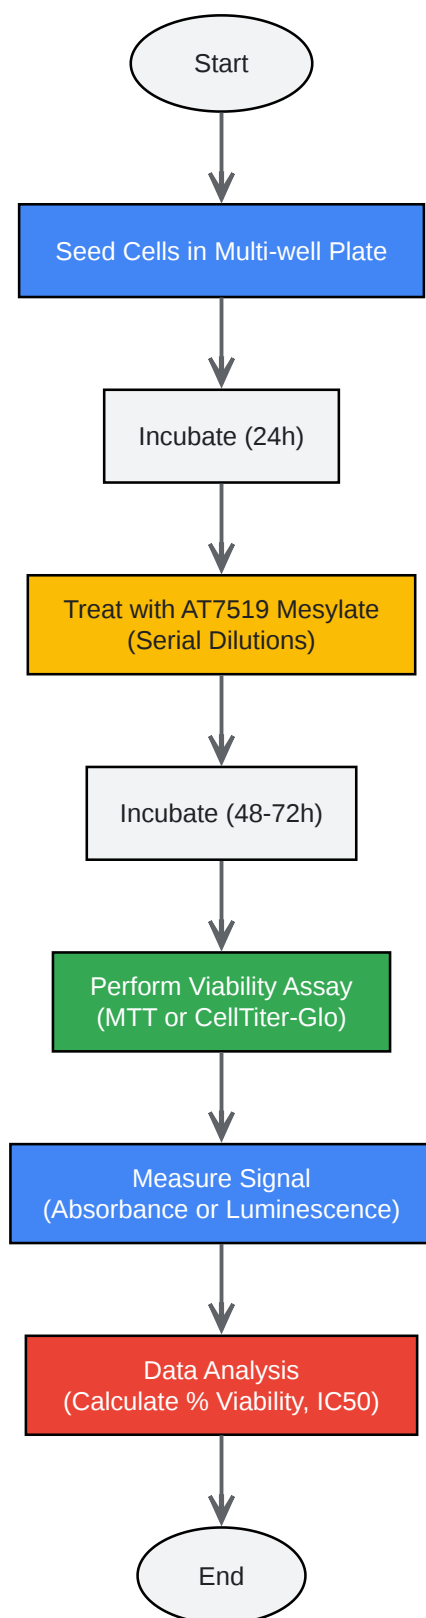 Start
Seed Cells in Multi-well Plate
Incubate (24h)
Treat with AT7519 Mesylate
(Serial Dilutions)
Incubate (48-72h)
Perform Viability Assay
(MTT or CellTiter-Glo)
Measure Signal
(Absorbance or Luminescence)
Data Analysis
(Calculate % Viability, IC50)
End